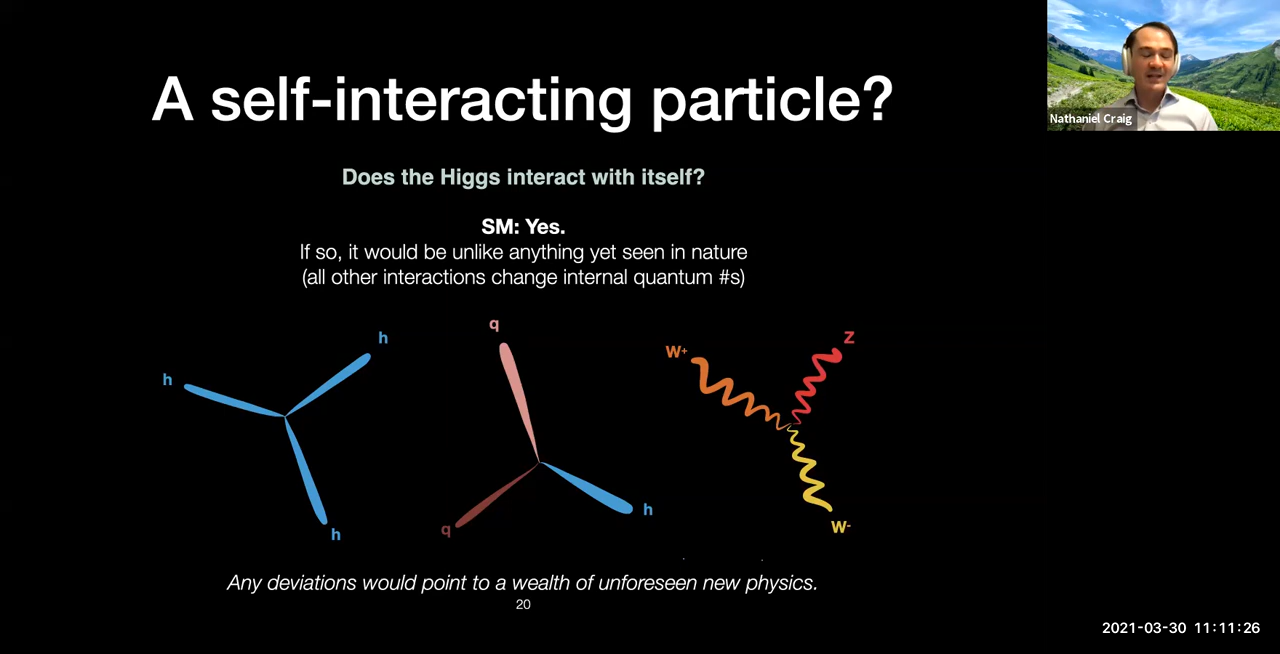 A self-interacting particle?
Nathaniel Craig
Does the Higgs interact with itself?
SM: Yes.
If so, it would be unlike anything yet seen in nature
(all other interactions change internal quantum #s)
h
h
h
q
q
h
W+
Z
W-
Any deviations would point to a wealth of unforeseen new physics.
20
2021-03-30 11:11:26